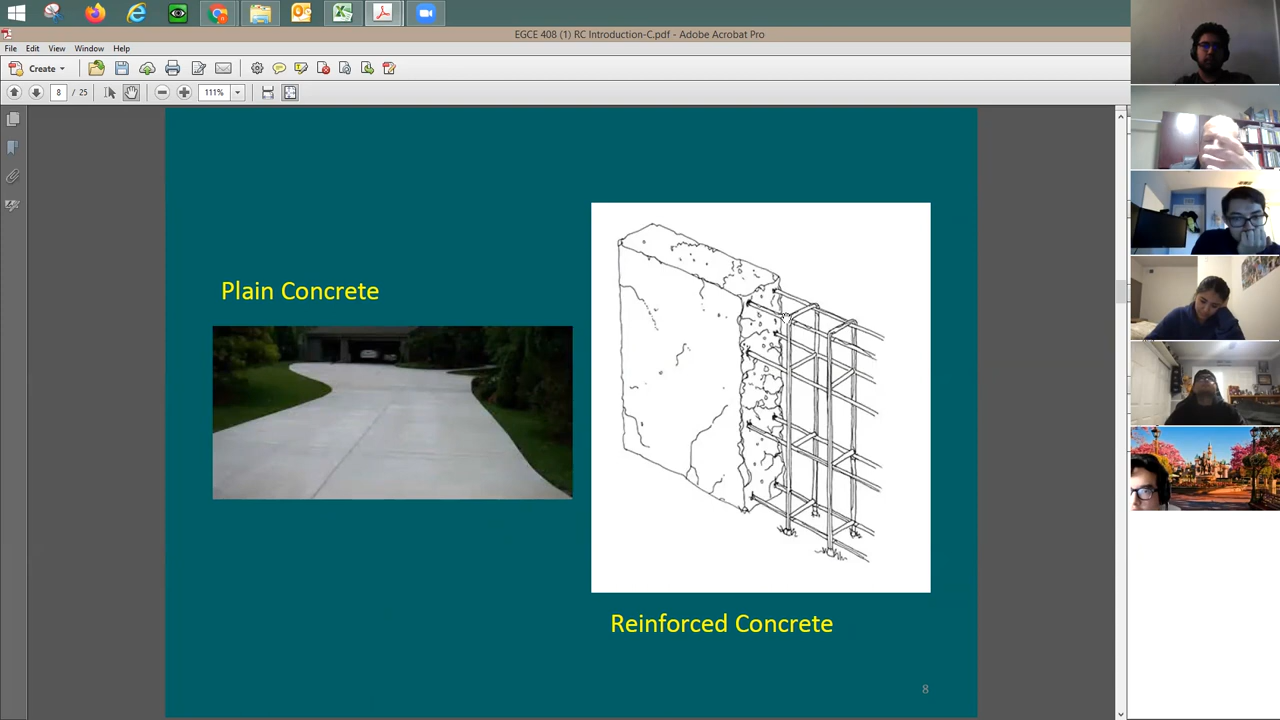 EGCE 408 (1) RC Introduction-C.pdf - Adobe Acrobat Pro
File Edit View Window Help
Create
8 / 25 111%
Plain Concrete
Reinforced Concrete
8